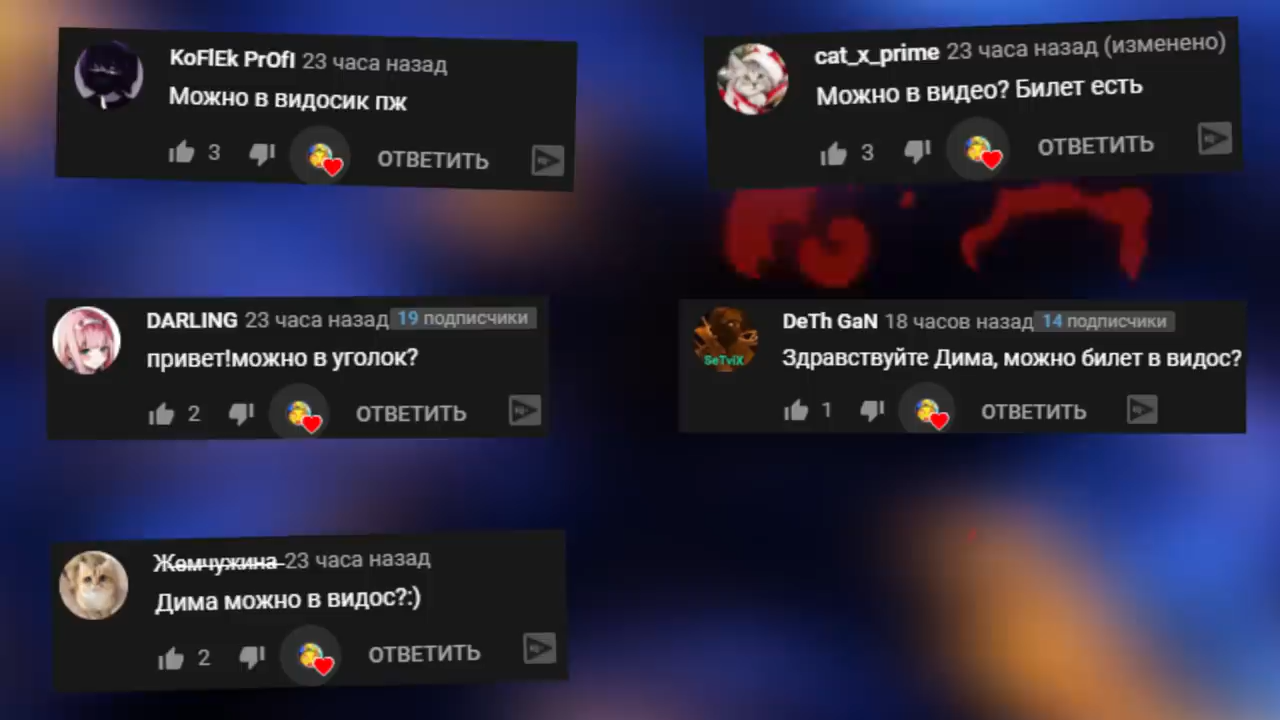 KoFlEk PrOfI 23 часа назад
Можно в видосик пж
3 ОТВЕТИТЬ
cat_x_prime 23 часа назад (изменено)
Можно в видео? Билет есть
3 ОТВЕТИТЬ
DARLING 23 часа назад 19 подписчики
привет!можно в уголок?
2 ОТВЕТИТЬ
DeTh GaN 18 часов назад 14 подписчики
SeTviX
Здравствуйте Дима, можно билет в видос?
1 ОТВЕТИТЬ
Жемчужина 23 часа назад
Дима можно в видос?:)
2 ОТВЕТИТЬ